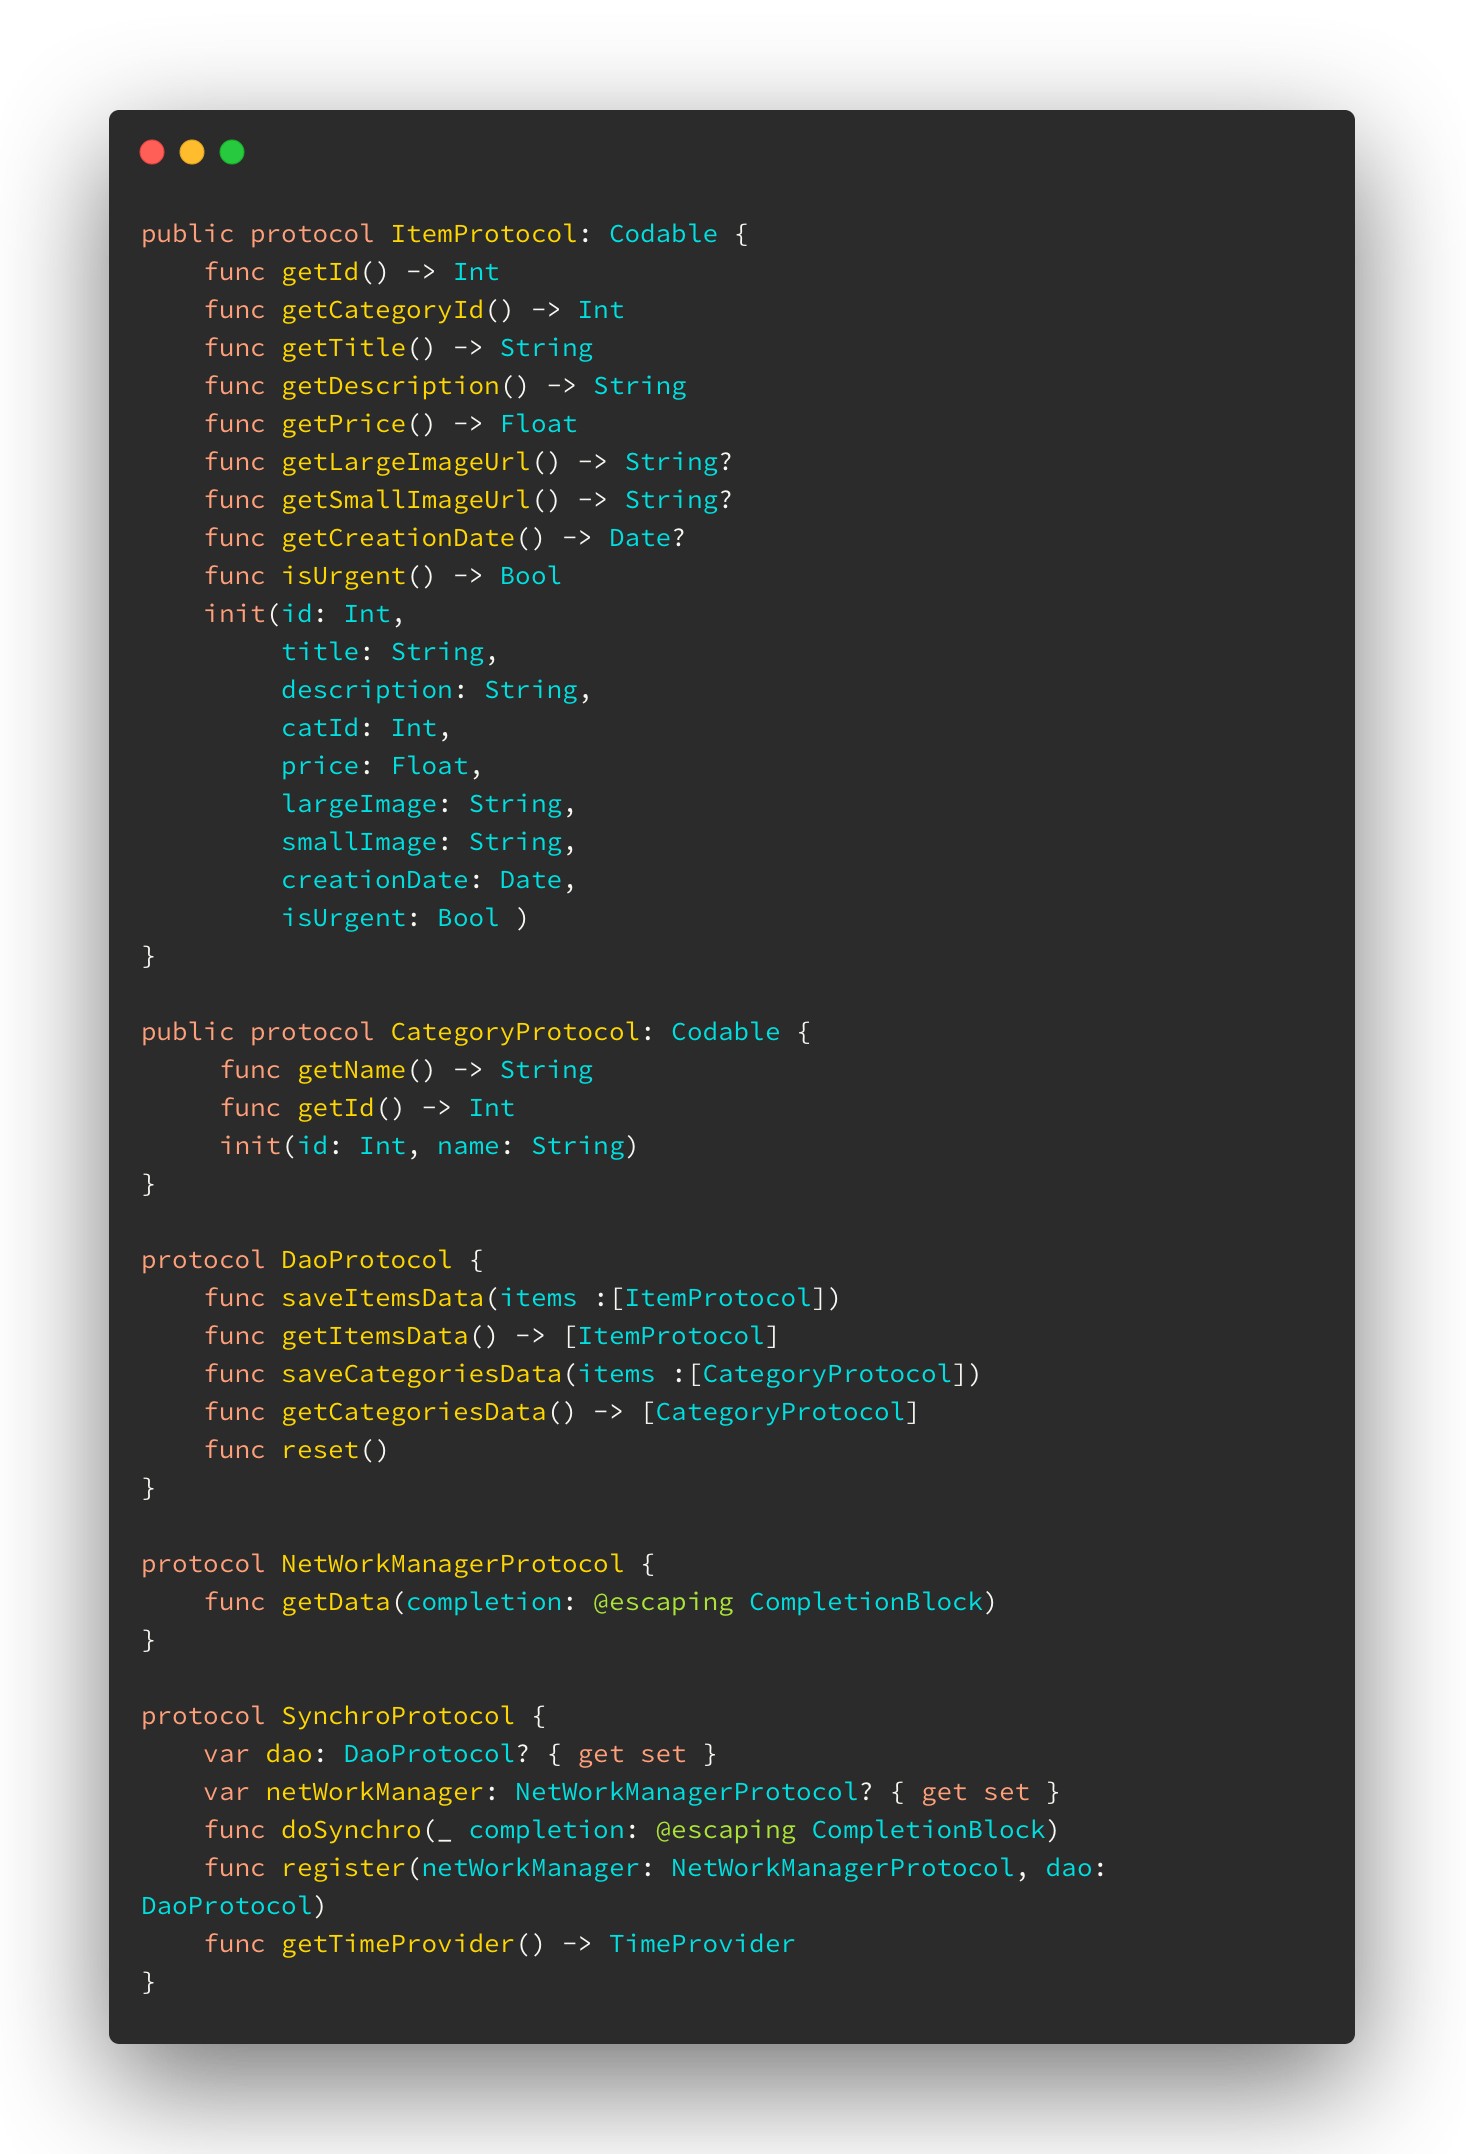 public protocol ItemProtocol: Codable {
    func getId() -> Int
    func getCategoryId() -> Int
    func getTitle() -> String
    func getDescription() -> String
    func getPrice() -> Float
    func getLargeImageUrl() -> String?
    func getSmallImageUrl() -> String?
    func getCreationDate() -> Date?
    func isUrgent() -> Bool
    init(id: Int,
         title: String,
         description: String,
         catId: Int,
         price: Float,
         largeImage: String,
         smallImage: String,
         creationDate: Date,
         isUrgent: Bool )
}

public protocol CategoryProtocol: Codable {
     func getName() -> String
     func getId() -> Int
     init(id: Int, name: String)
}

protocol DaoProtocol {
    func saveItemsData(items :[ItemProtocol])
    func getItemsData() -> [ItemProtocol]
    func saveCategoriesData(items :[CategoryProtocol])
    func getCategoriesData() -> [CategoryProtocol]
    func reset()
}

protocol NetWorkManagerProtocol {
    func getData(completion: @escaping CompletionBlock)
}

protocol SynchroProtocol {
    var dao: DaoProtocol? { get set }
    var netWorkManager: NetWorkManagerProtocol? { get set }
    func doSynchro(_ completion: @escaping CompletionBlock)
    func register(netWorkManager: NetWorkManagerProtocol, dao:
DaoProtocol)
    func getTimeProvider() -> TimeProvider
}